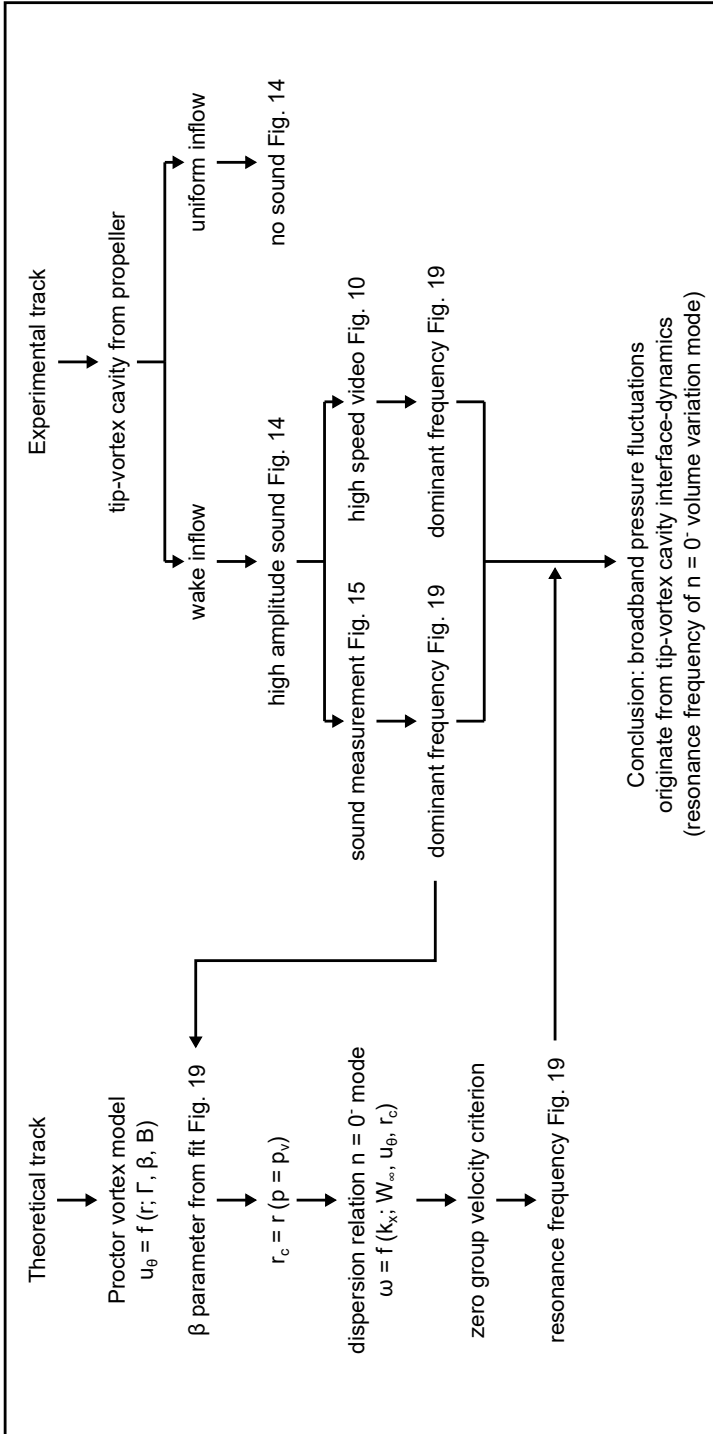 Theoretical track
Proctor vortex model
u_θ = f (r; Γ, β, B)
β parameter from fit Fig. 19
r_c = r (p = p_v)
dispersion relation n = 0⁻ mode
ω = f (k_x; W_∞, u_θ, r_c)
zero group velocity criterion
resonance frequency Fig. 19
Experimental track
tip-vortex cavity from propeller
wake inflow
uniform inflow
high amplitude sound Fig. 14
no sound Fig. 14
sound measurement Fig. 15
high speed video Fig. 10
dominant frequency Fig. 19
dominant frequency Fig. 19
Conclusion: broadband pressure fluctuations
originate from tip-vortex cavity interface-dynamics
(resonance frequency of n = 0⁻ volume variation mode)